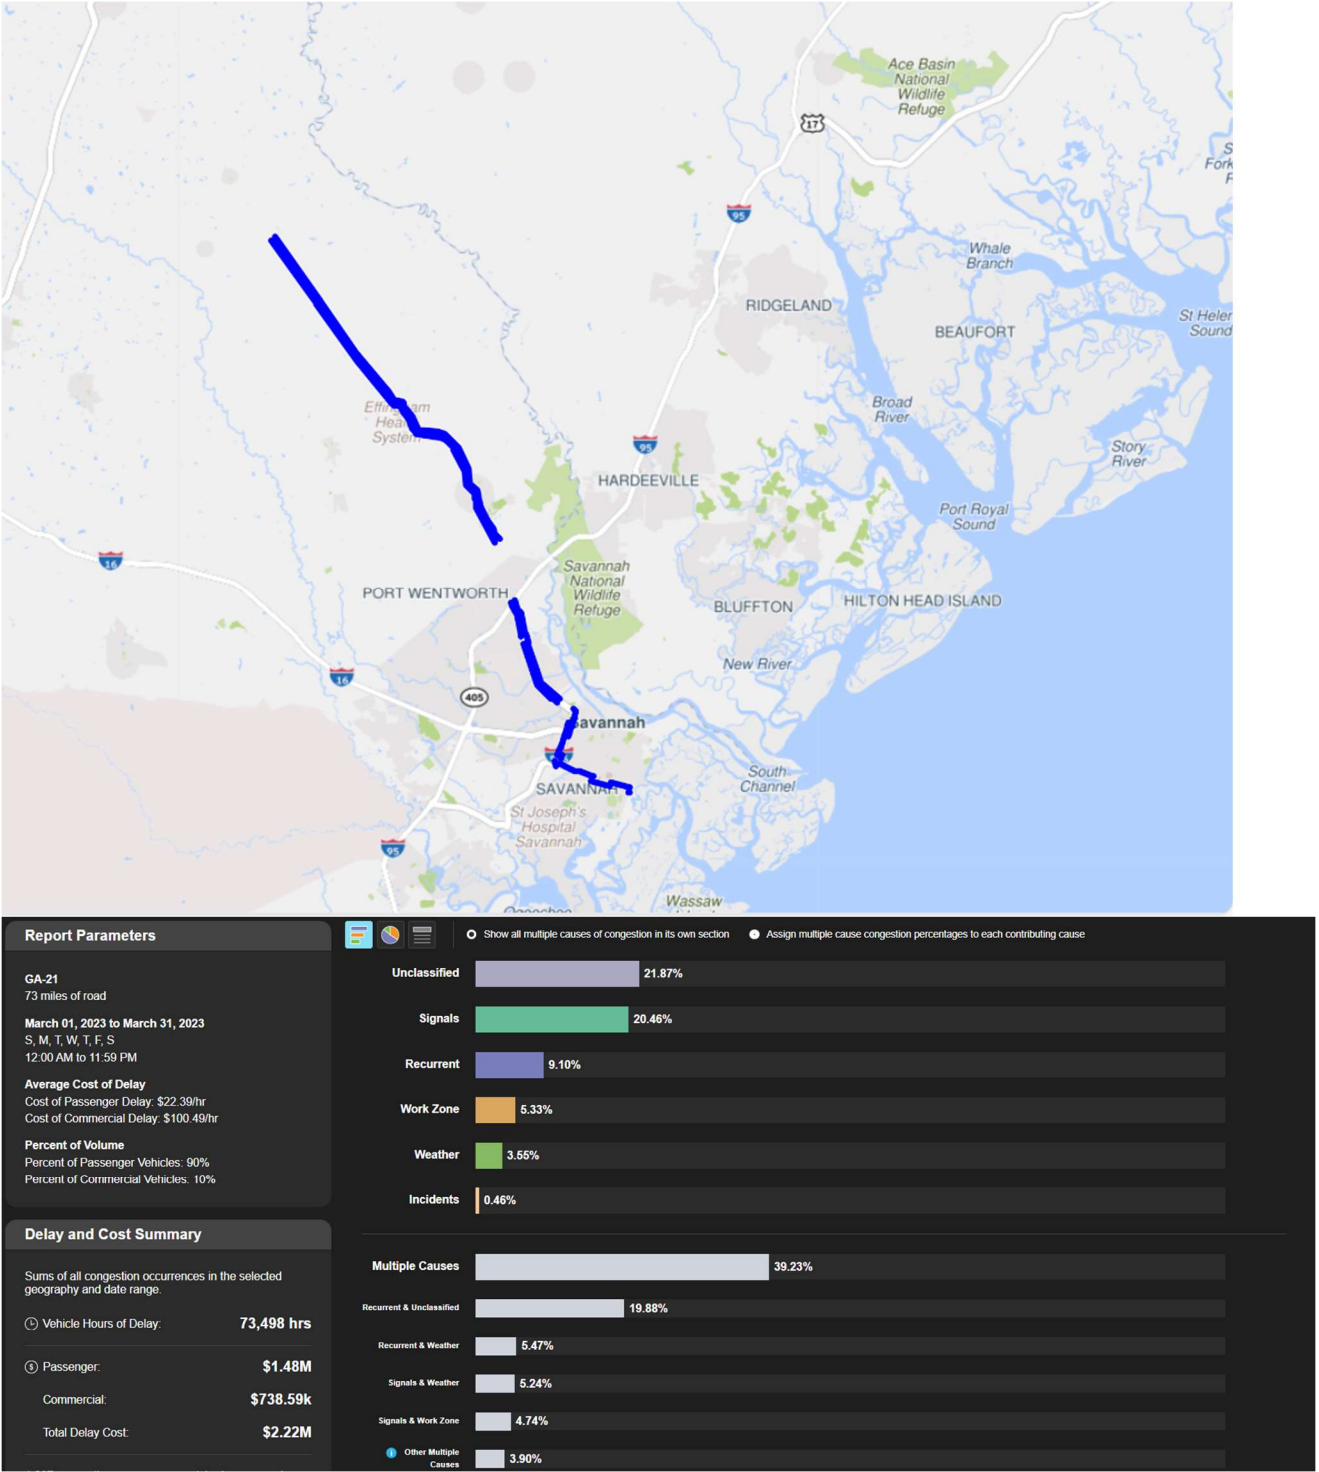 Ace Basin
National
Wildlife
Refuge
17
S
Fork
F
95
Whale
Branch
RIDGELAND
St Heler
Sound
BEAUFORT
Effingham
Heal
System
Broad
River
95
Story
River
HARDEEVILLE
Port Royal
Sound
16
Savannah
National
Wildlife
Refuge
PORT WENTWORTH
BLUFFTON
HILTON HEAD ISLAND
New River
16
405
Savannah
South
Channel
SAVANNAH
St Joseph's
Hospital
Savannah
95
Wassaw
Report Parameters
GA-21
73 miles of road
March 01, 2023 to March 31, 2023
S, M, T, W, T, F, S
12:00 AM to 11:59 PM
Average Cost of Delay
Cost of Passenger Delay: $22.39/hr
Cost of Commercial Delay: $100.49/hr
Percent of Volume
Percent of Passenger Vehicles: 90%
Percent of Commercial Vehicles: 10%
Delay and Cost Summary
Sums of all congestion occurrences in the selected
geography and date range.
Vehicle Hours of Delay: 73,498 hrs
Passenger: $1.48M
Commercial: $738.59k
Total Delay Cost: $2.22M
Show all multiple causes of congestion in its own section
Assign multiple cause congestion percentages to each contributing cause
Unclassified 21.87%
Signals 20.46%
Recurrent 9.10%
Work Zone 5.33%
Weather 3.55%
Incidents 0.46%
Multiple Causes 39.23%
Recurrent & Unclassified 19.88%
Recurrent & Weather 5.47%
Signals & Weather 5.24%
Signals & Work Zone 4.74%
Other Multiple
Causes 3.90%